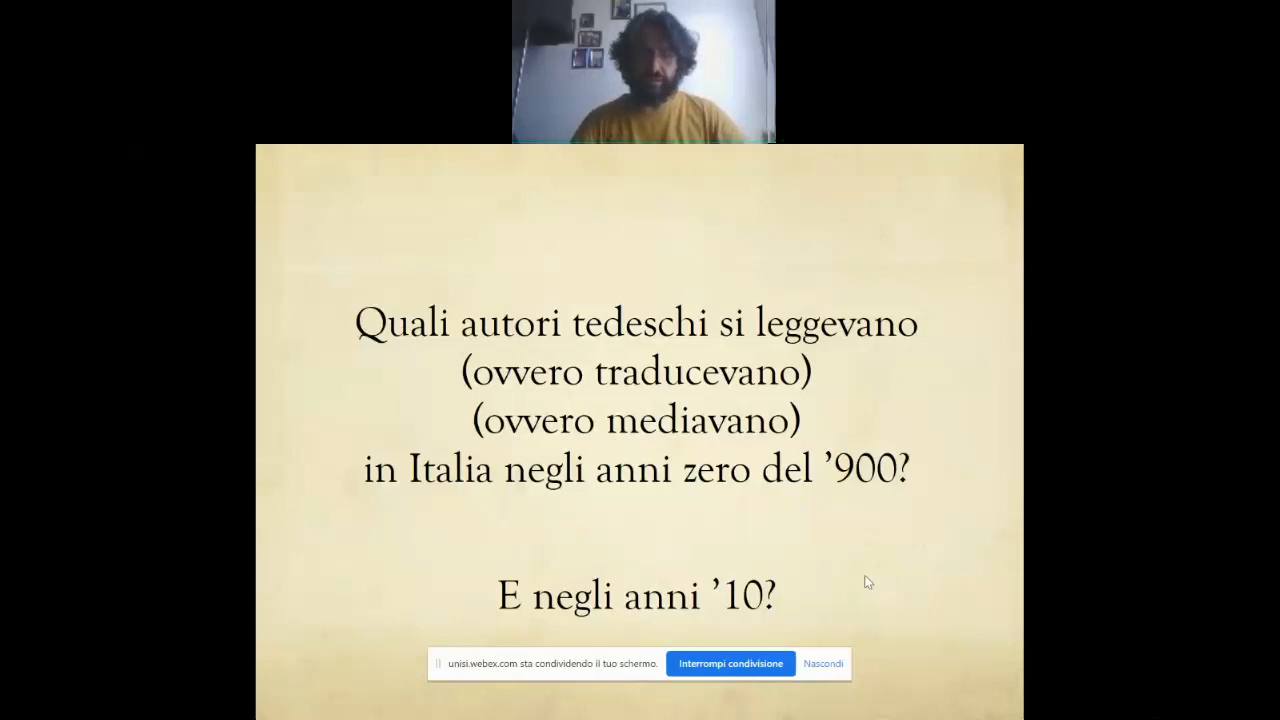 Quali autori tedeschi si leggevano
(ovvero traducevano)
(ovvero mediavano)
in Italia negli anni zero del ’900?
E negli anni ’10?
unisi.webex.com sta condividendo il tuo schermo. Interrompi condivisione Nascondi